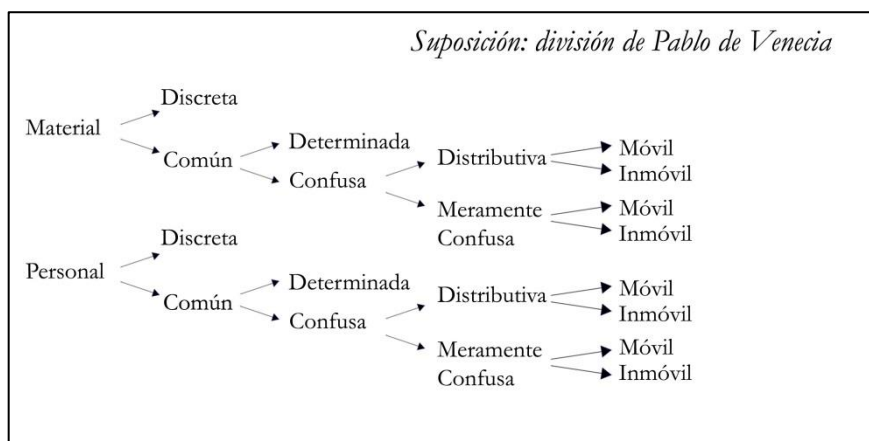 Suposición: división de Pablo de Venecia
Discreta
Material
Común
Determinada
Confusa
Distributiva
Móvil
Inmóvil
Meramente
Confusa
Móvil
Inmóvil
Discreta
Personal
Común
Determinada
Confusa
Distributiva
Móvil
Inmóvil
Meramente
Confusa
Móvil
Inmóvil